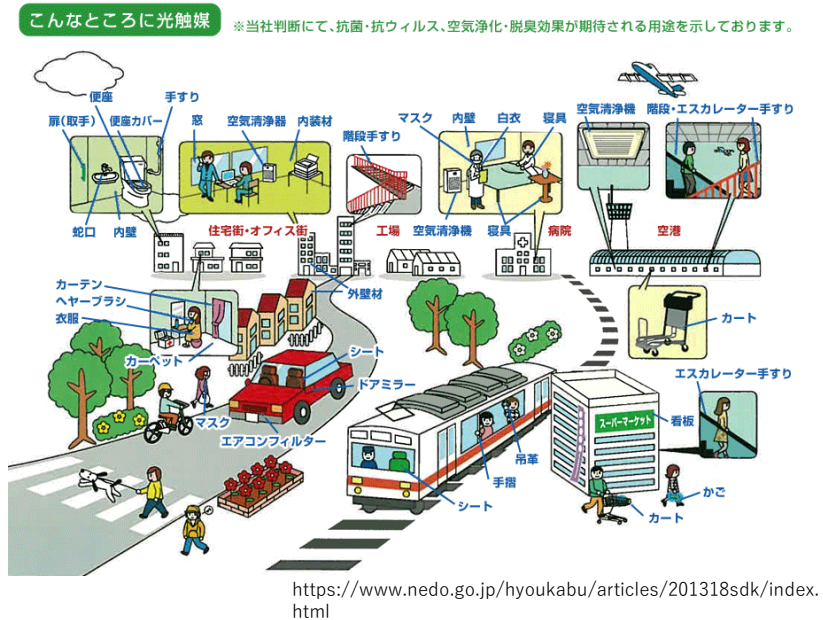 こんなところに光触媒
※当社判断にて、抗菌・抗ウィルス、空気浄化・脱臭効果が期待される用途を示しております。
便座
手すり
扉(取手)
便座カバー
蛇口
内壁
窓
空気清浄器
内装材
住宅街・オフィス街
階段手すり
工場
マスク
内壁
白衣
寝具
空気清浄機
寝具
病院
空気清浄機
階段・エスカレーター手すり
空港
外壁材
カーテン
ヘヤーブラシ
衣服
カーペット
マスク
シート
ドアミラー
エアコンフィルター
カート
エスカレーター手すり
スーパーマーケット
看板
吊革
手摺
シート
カート
かご
https://www.nedo.go.jp/hyoukabu/articles/201318sdk/index.
html